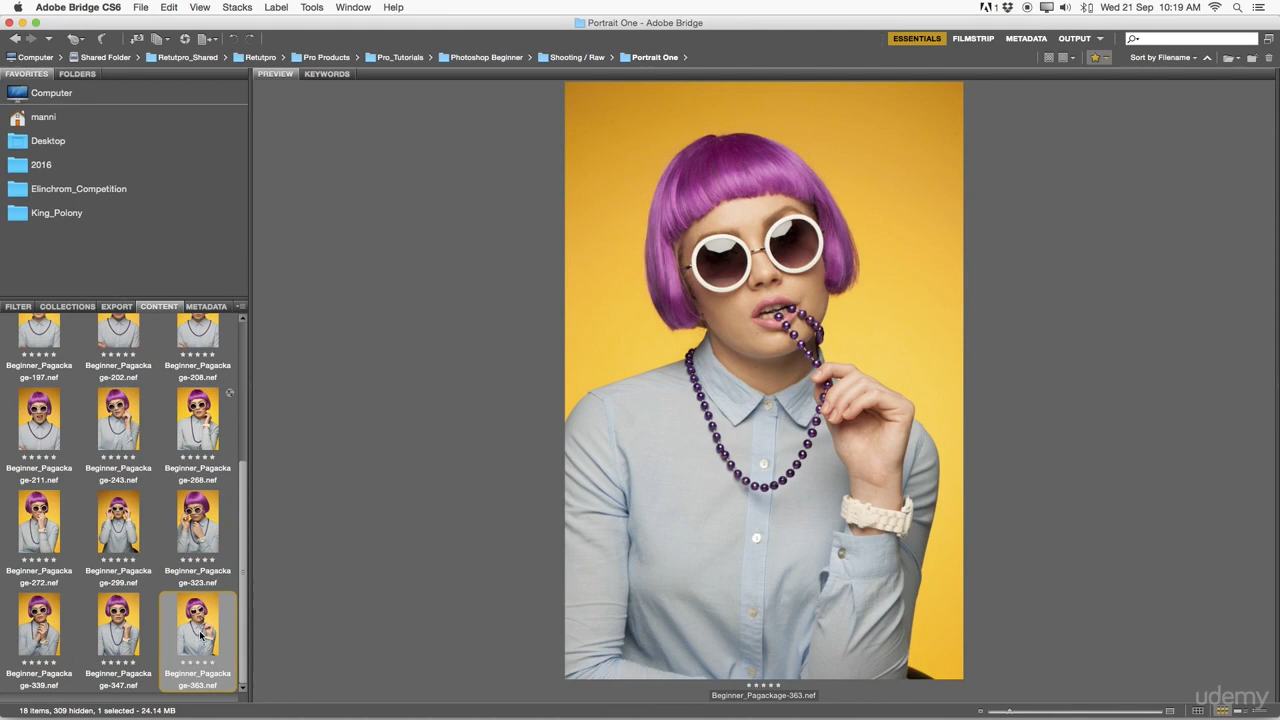 Adobe Bridge CS6 File Edit View Stacks Label Tools Window Help
1 Wed 21 Sep 10:19 AM
Portrait One - Adobe Bridge
ESSENTIALS FILMSTRIP METADATA OUTPUT
Computer Shared Folder Retutpro_Shared Retutpro Pro Products Pro_Tutorials Photoshop Beginner Shooting / Raw Portrait One
Sort by Filename
FAVORITES FOLDERS
PREVIEW KEYWORDS
Computer
manni
Desktop
2016
Elinchrom_Competition
King_Polony
FILTER COLLECTIONS EXPORT CONTENT METADATA
Beginner_Pagacka Beginner_Pagacka Beginner_Pagacka
ge-197.nef ge-202.nef ge-208.nef
Beginner_Pagacka Beginner_Pagacka Beginner_Pagacka
ge-211.nef ge-243.nef ge-268.nef
Beginner_Pagacka Beginner_Pagacka Beginner_Pagacka
ge-272.nef ge-299.nef ge-323.nef
Beginner_Pagacka Beginner_Pagacka Beginner_Pagacka
ge-339.nef ge-347.nef ge-363.nef
Beginner_Pagackage-363.nef
18 items, 309 hidden, 1 selected - 24.14 MB
udemy